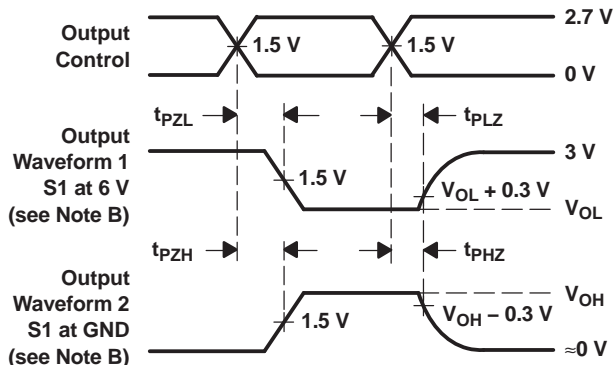 Output
Control
1.5 V
1.5 V
2.7 V
0 V
tPZL
tPLZ
Output
Waveform 1
S1 at 6 V
(see Note B)
1.5 V
3 V
VOL + 0.3 V
VOL
tPZH
tPHZ
Output
Waveform 2
S1 at GND
(see Note B)
1.5 V
VOH
VOH − 0.3 V
≈0 V